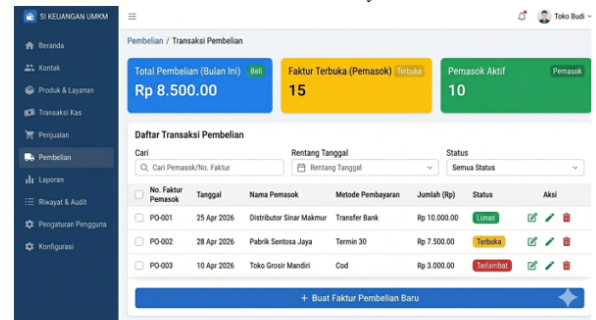 SI KEUANGAN UMKM
Toko Budi
Beranda
Kontak
Produk & Layanan
Transaksi Kas
Penjualan
Pembelian
Laporan
Riwayat & Audit
Pengaturan Pengguna
Konfigurasi
Pembelian / Transaksi Pembelian
Total Pembelian (Bulan Ini) Beli
Rp 8.500.00
Faktur Terbuka (Pemasok) Terbuka
15
Pemasok Aktif Pemasok
10
Daftar Transaksi Pembelian
Cari Rentang Tanggal Status
Cari Pemasok/No. Faktur Rentang Tanggal Semua Status
No. Faktur Pemasok Tanggal Nama Pemasok Metode Pembayaran Jumlah (Rp) Status Aksi
PO-001 25 Apr 2026 Distributor Sinar Makmur Transfer Bank Rp 10.000.00 Lunas
PO-002 28 Apr 2026 Pabrik Sentosa Jaya Termin 30 Rp 7.500.00 Terbuka
PO-003 10 Apr 2026 Toko Grosir Mandiri Cod Rp 3.000.00 Terlambat
+ Buat Faktur Pembelian Baru